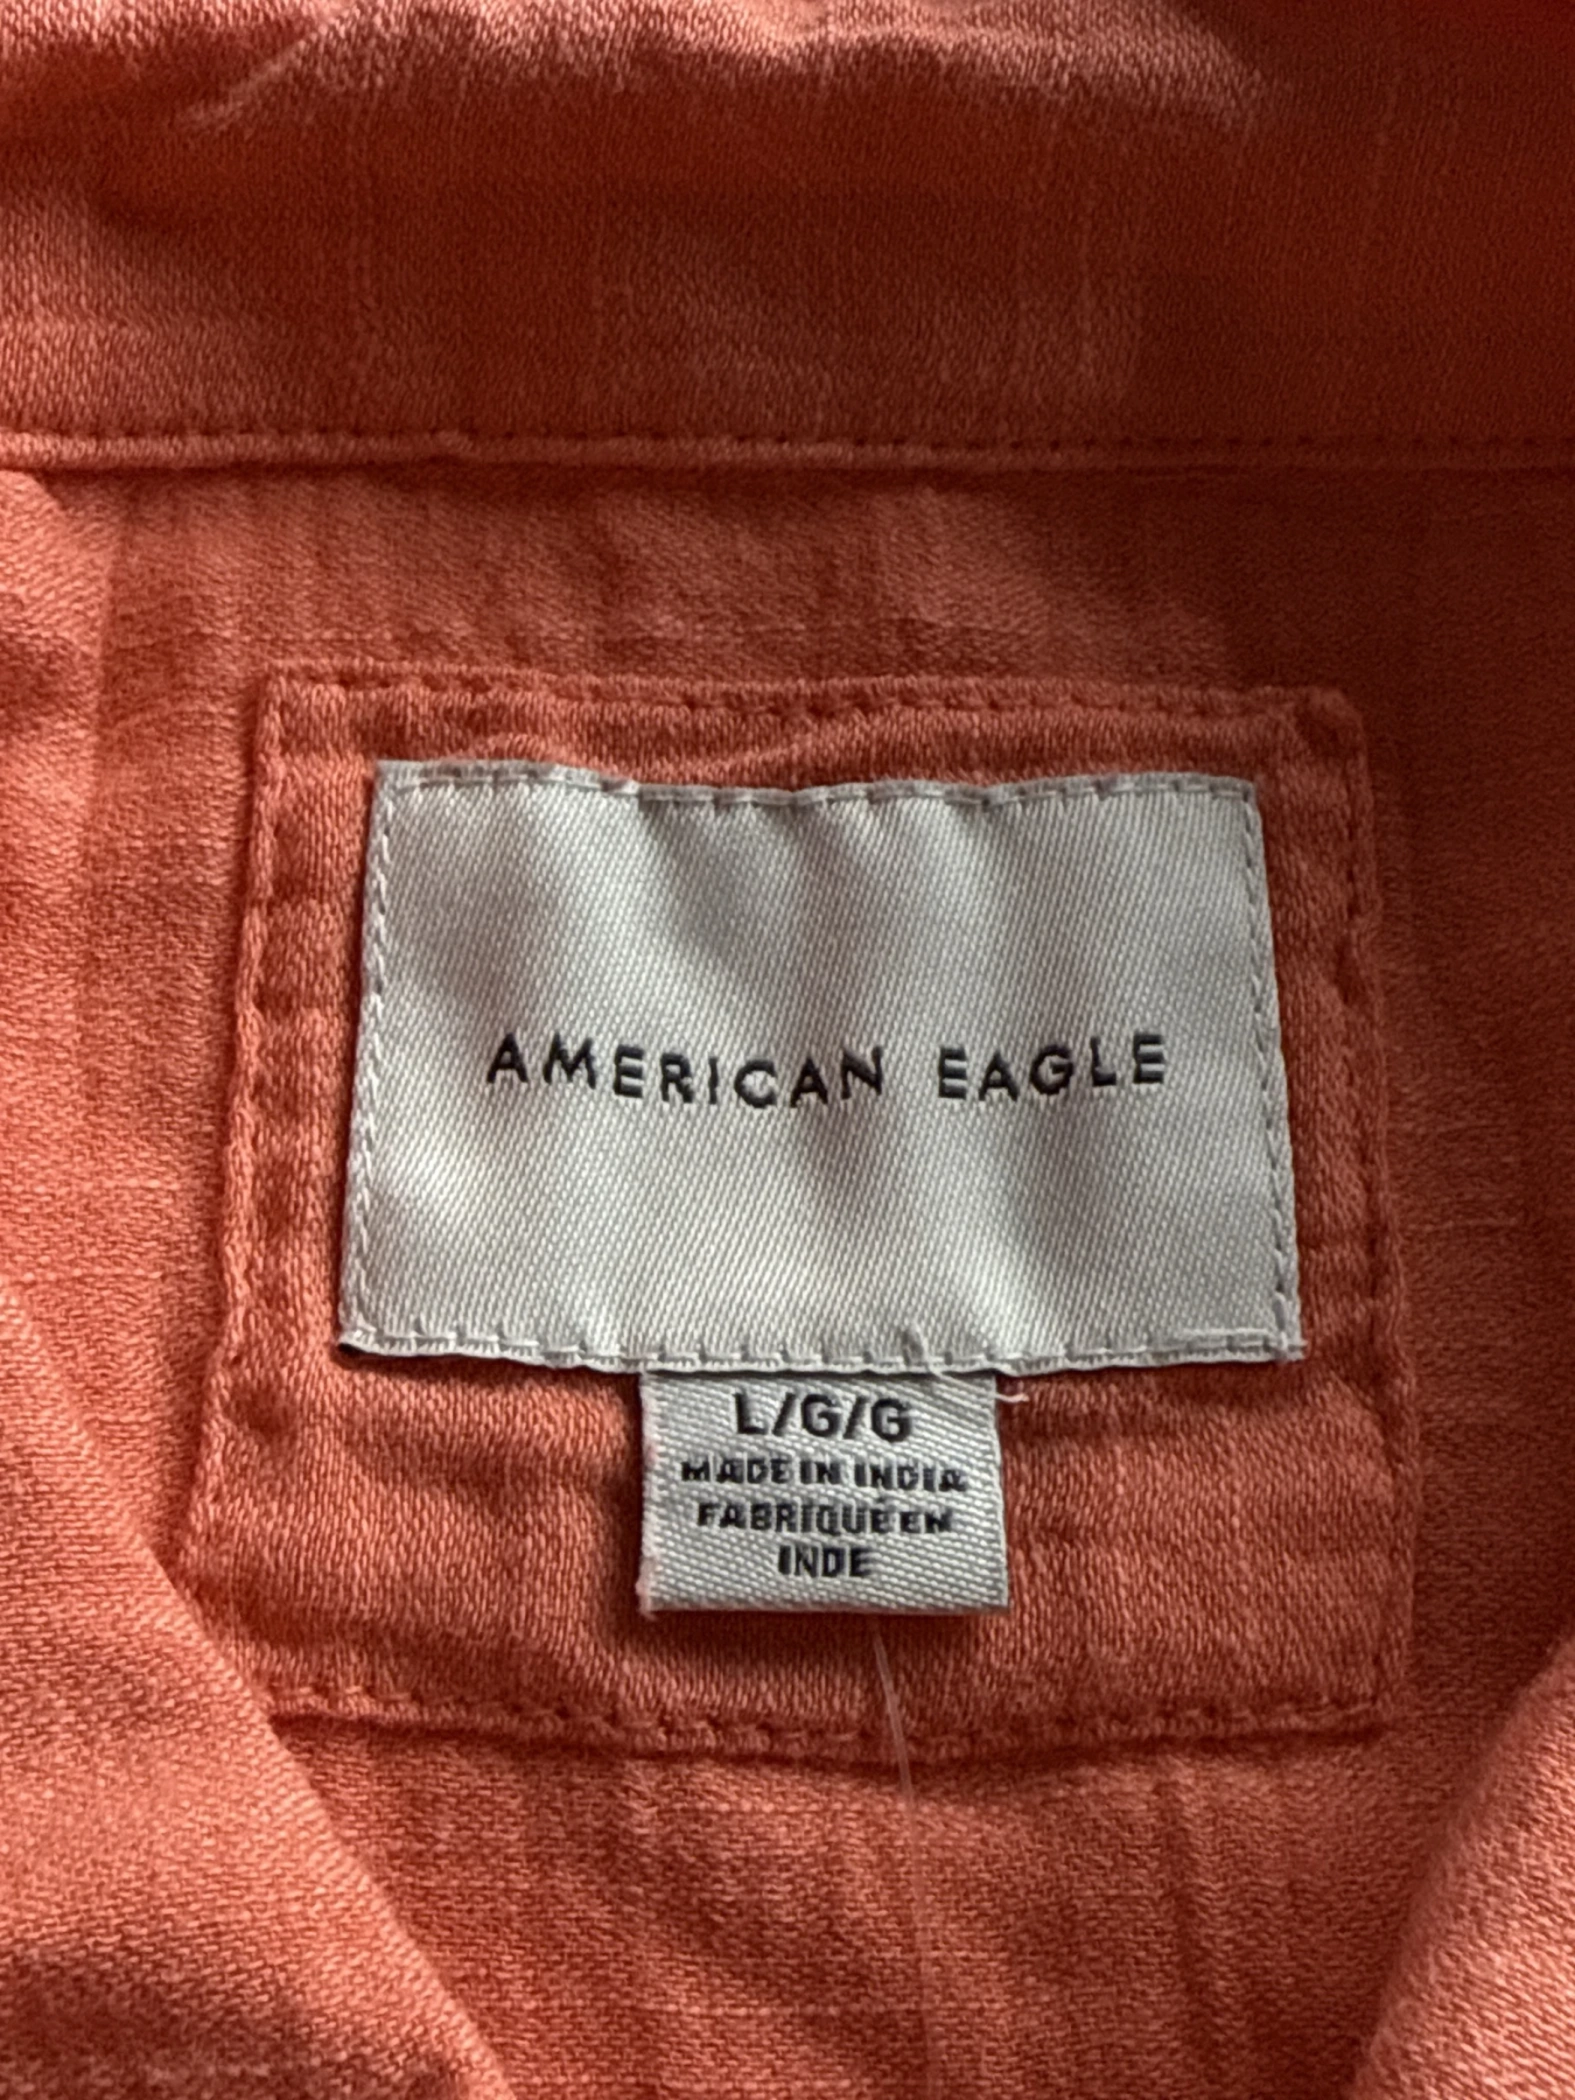 AMERICAN EAGLE
L/G/G
MADE IN INDIA
FABRIQUÉ EN
INDE